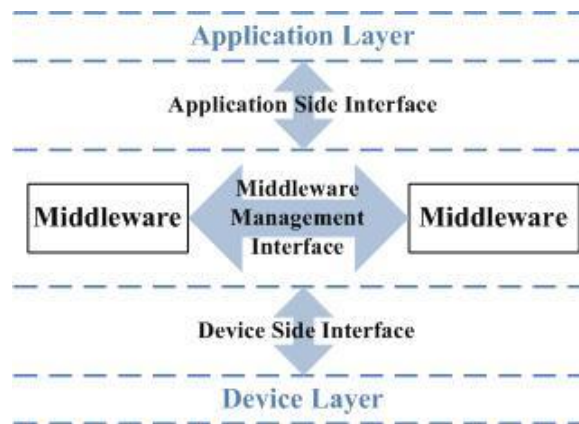 Application Layer
Application Side Interface
Middleware
Middleware
Management
Interface
Middleware
Device Side Interface
Device Layer